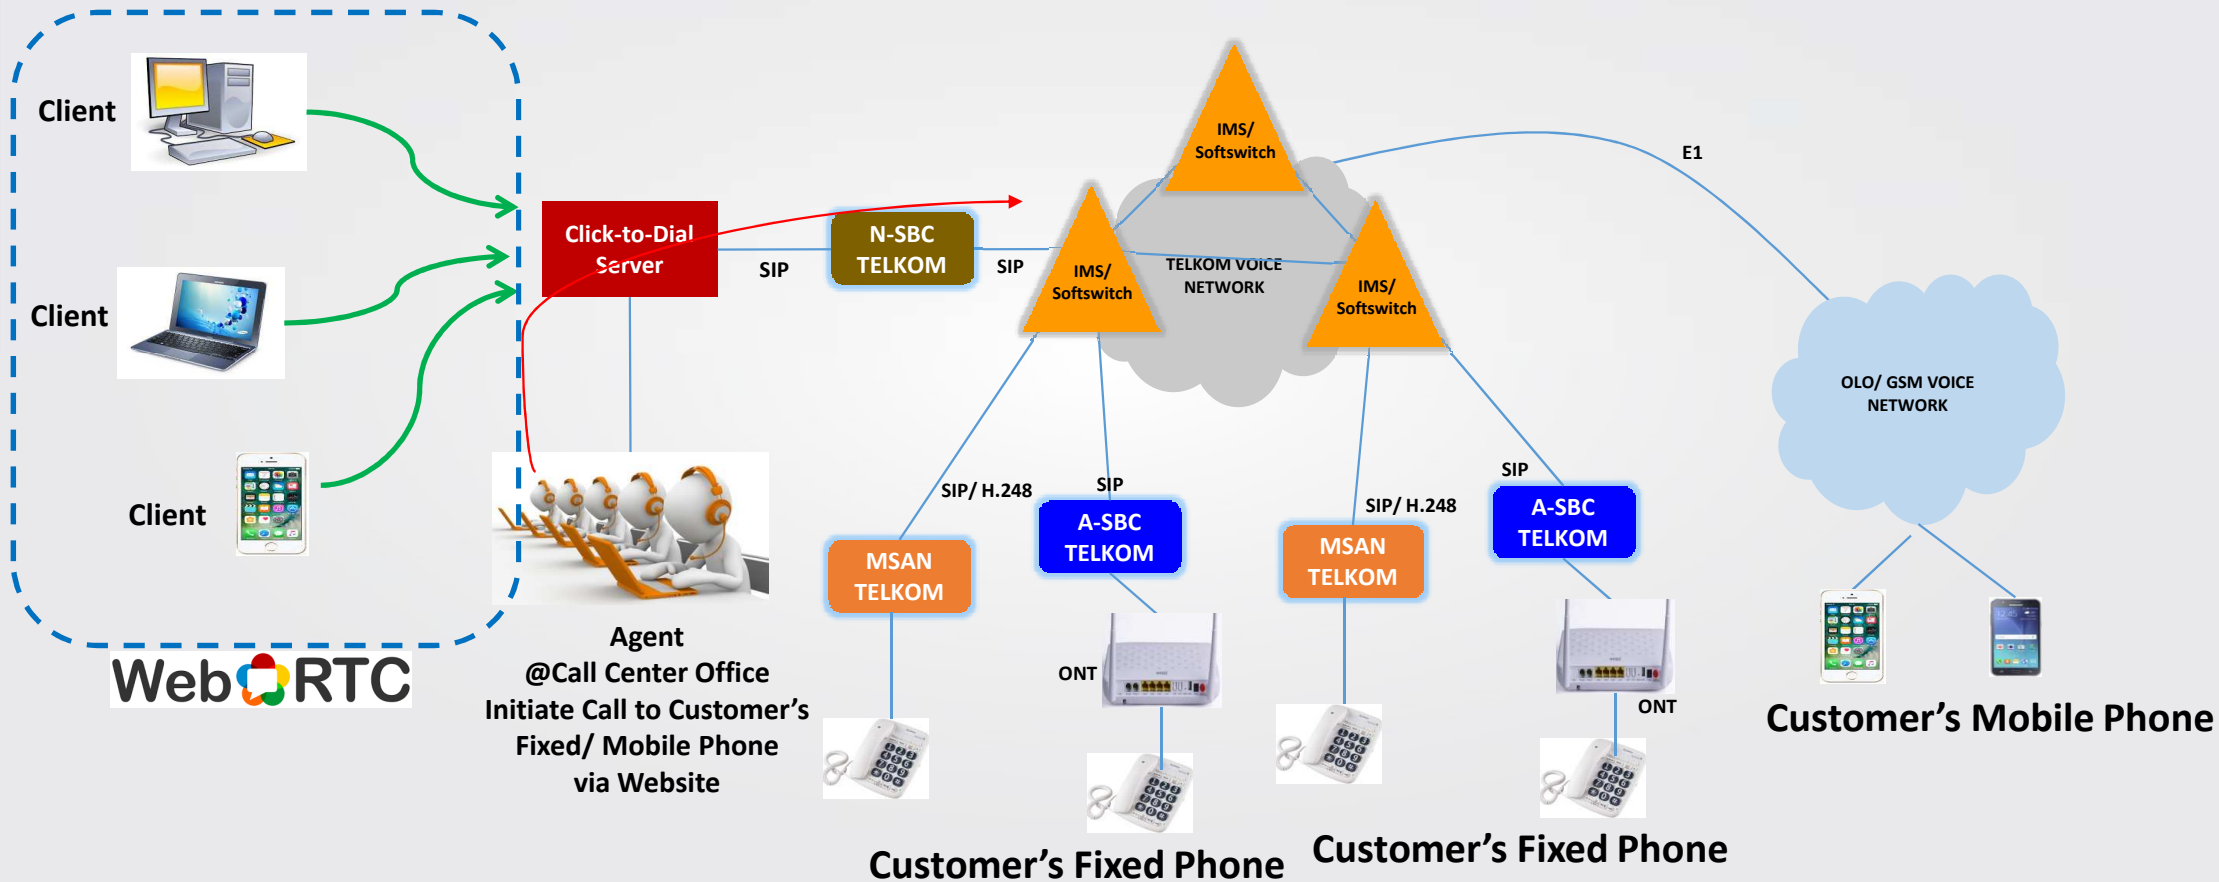 Client
Client
Client
Web RTC
Click-to-Dial
Server
Agent
@Call Center Office
Initiate Call to Customer's
Fixed/ Mobile Phone
via Website
SIP
N-SBC
TELKOM
SIP
IMS/
Softswitch
IMS/
Softswitch
IMS/
Softswitch
TELKOM VOICE
NETWORK
E1
OLO/ GSM VOICE
NETWORK
SIP/ H.248
MSAN
TELKOM
SIP
A-SBC
TELKOM
ONT
SIP/ H.248
MSAN
TELKOM
SIP
A-SBC
TELKOM
ONT
Customer's Fixed Phone
Customer's Fixed Phone
Customer's Mobile Phone